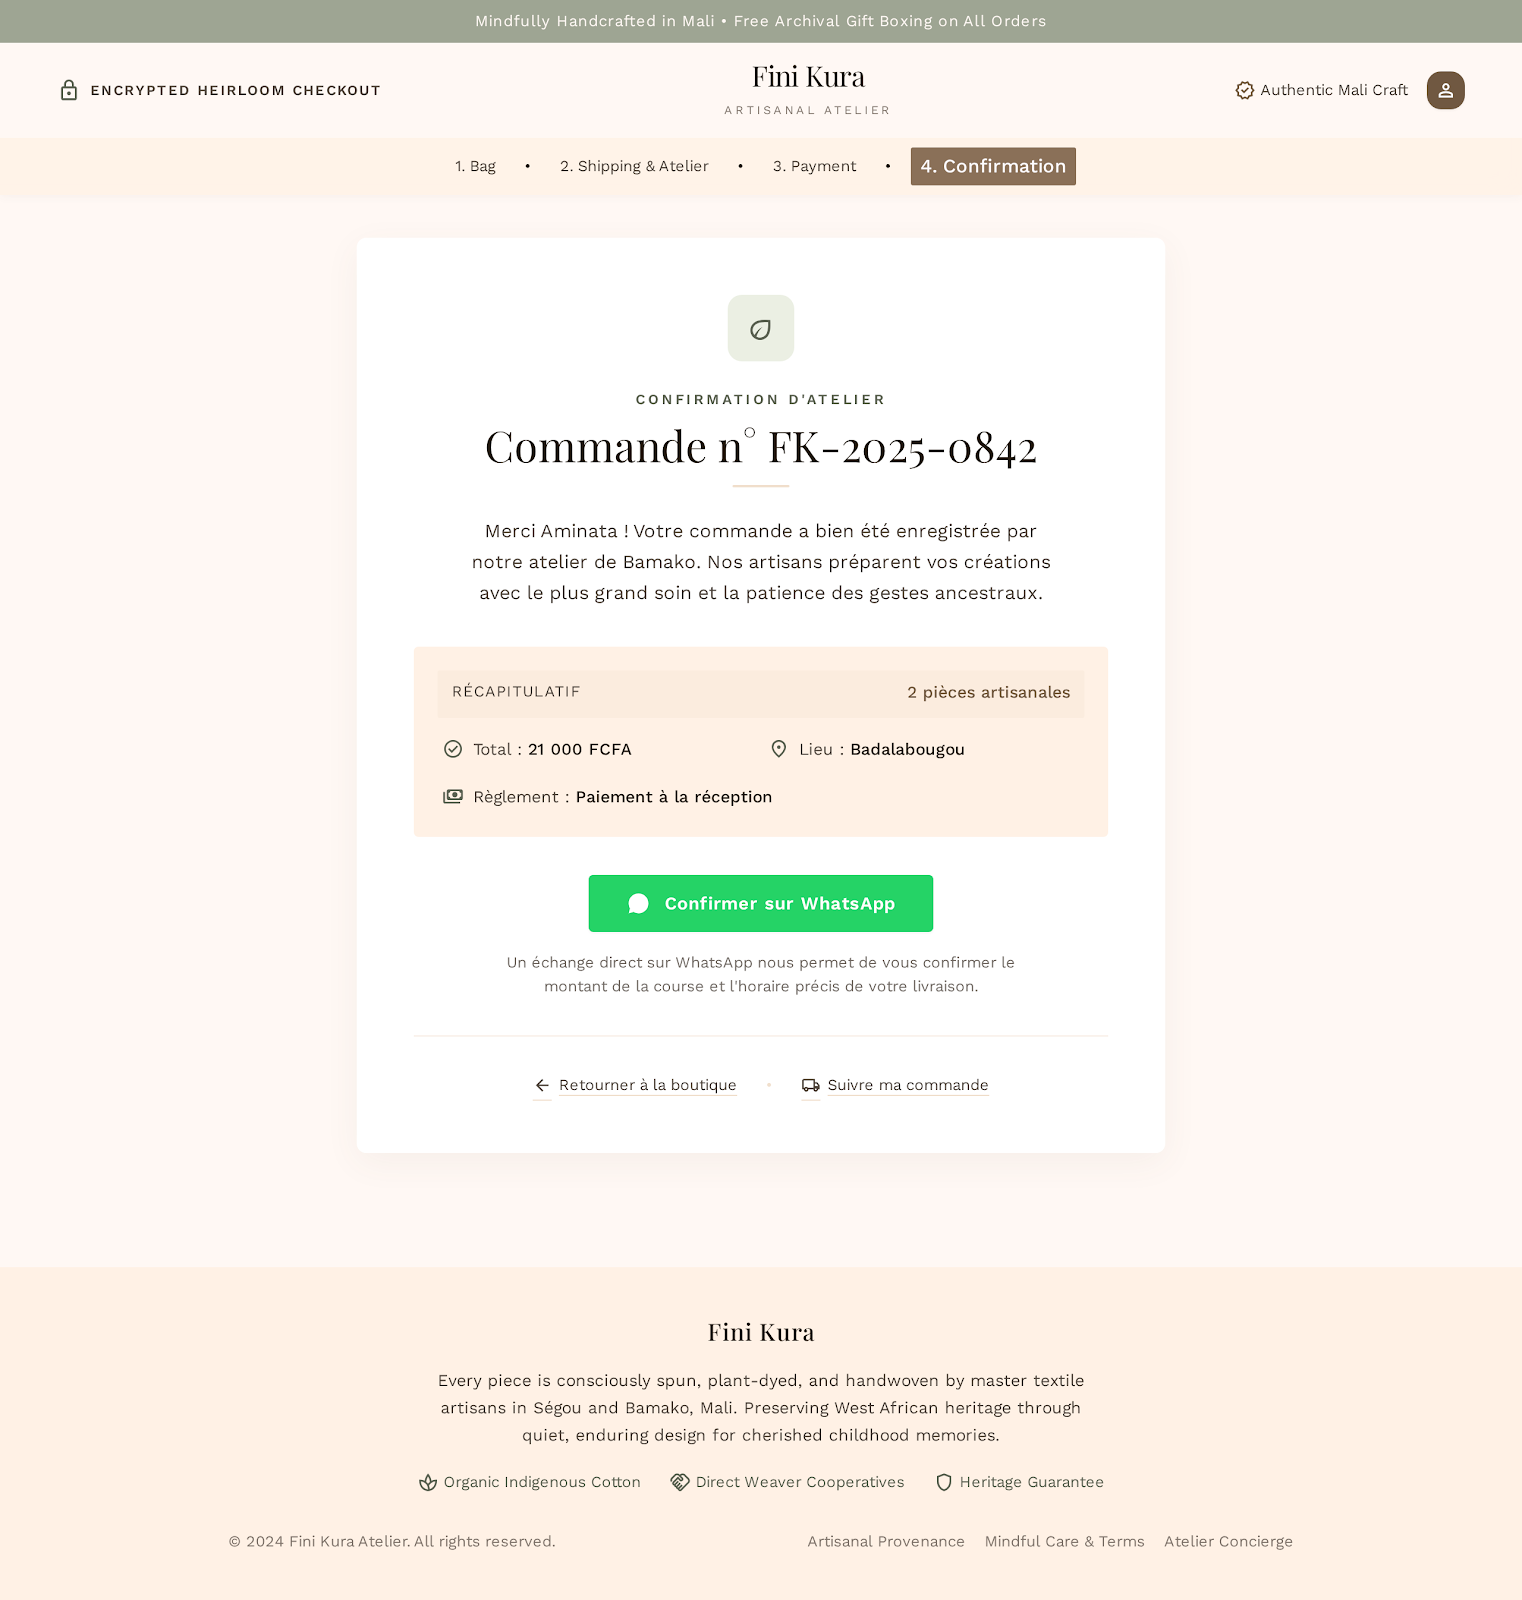 Mindfully Handcrafted in Mali • Free Archival Gift Boxing on All Orders
ENCRYPTED HEIRLOOM CHECKOUT
Fini Kura
ARTISANAL ATELIER
Authentic Mali Craft
1. Bag • 2. Shipping & Atelier • 3. Payment • 4. Confirmation
CONFIRMATION D'ATELIER
Commande n° FK-2025-0842
Merci Aminata ! Votre commande a bien été enregistrée par
notre atelier de Bamako. Nos artisans préparent vos créations
avec le plus grand soin et la patience des gestes ancestraux.
RÉCAPITULATIF
2 pièces artisanales
Total : 21 000 FCFA
Lieu : Badalabougou
Règlement : Paiement à la réception
Confirmer sur WhatsApp
Un échange direct sur WhatsApp nous permet de vous confirmer le
montant de la course et l'horaire précis de votre livraison.
Retourner à la boutique • Suivre ma commande
Fini Kura
Every piece is consciously spun, plant-dyed, and handwoven by master textile
artisans in Ségou and Bamako, Mali. Preserving West African heritage through
quiet, enduring design for cherished childhood memories.
Organic Indigenous Cotton
Direct Weaver Cooperatives
Heritage Guarantee
© 2024 Fini Kura Atelier. All rights reserved.
Artisanal Provenance
Mindful Care & Terms
Atelier Concierge